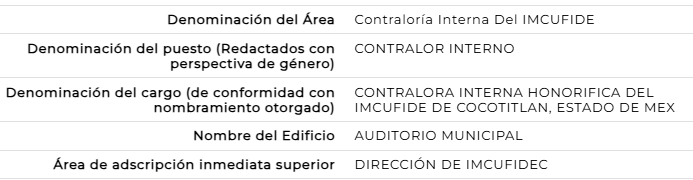 Denominación del Área Contraloría Interna Del IMCUFIDE
Denominación del puesto (Redactados con perspectiva de género) CONTRALOR INTERNO
Denominación del cargo (de conformidad con nombramiento otorgado) CONTRALORA INTERNA HONORIFICA DEL IMCUFIDE DE COCOTITLAN, ESTADO DE MEX
Nombre del Edificio AUDITORIO MUNICIPAL
Área de adscripción inmediata superior DIRECCIÓN DE IMCUFIDEC